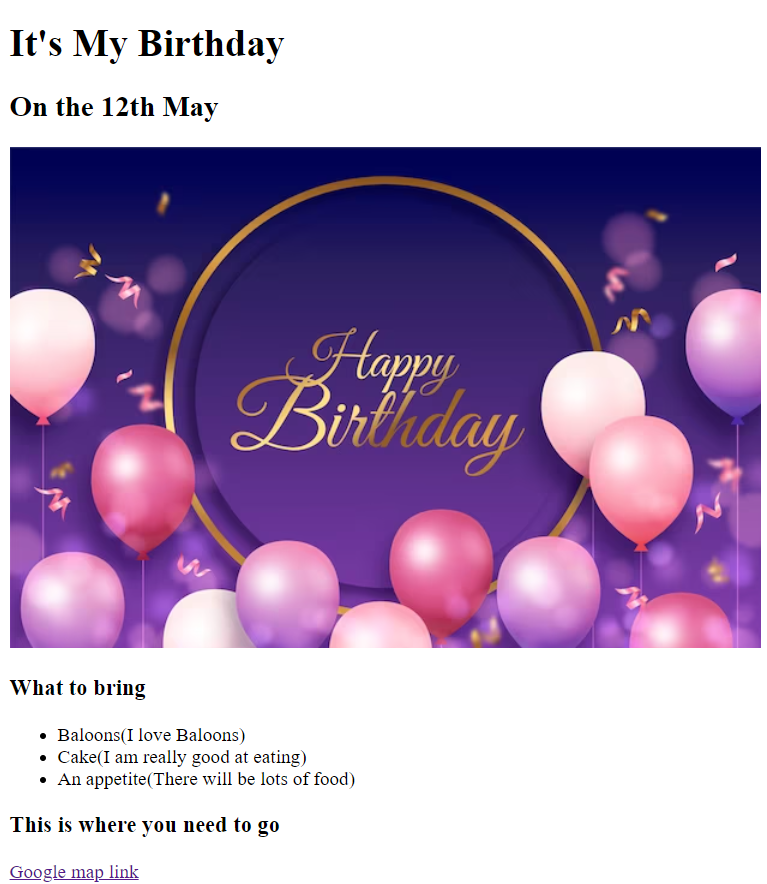 It's My Birthday
On the 12th May
Happy
Birthday
What to bring
Baloons(I love Baloons)
Cake(I am really good at eating)
An appetite(There will be lots of food)
This is where you need to go
Google map link